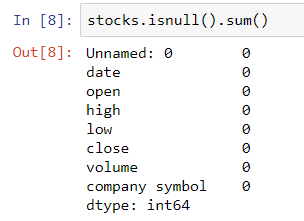 In [8]: stocks.isnull().sum()
Out[8]: Unnamed: 0 0
date 0
open 0
high 0
low 0
close 0
volume 0
company symbol 0
dtype: int64